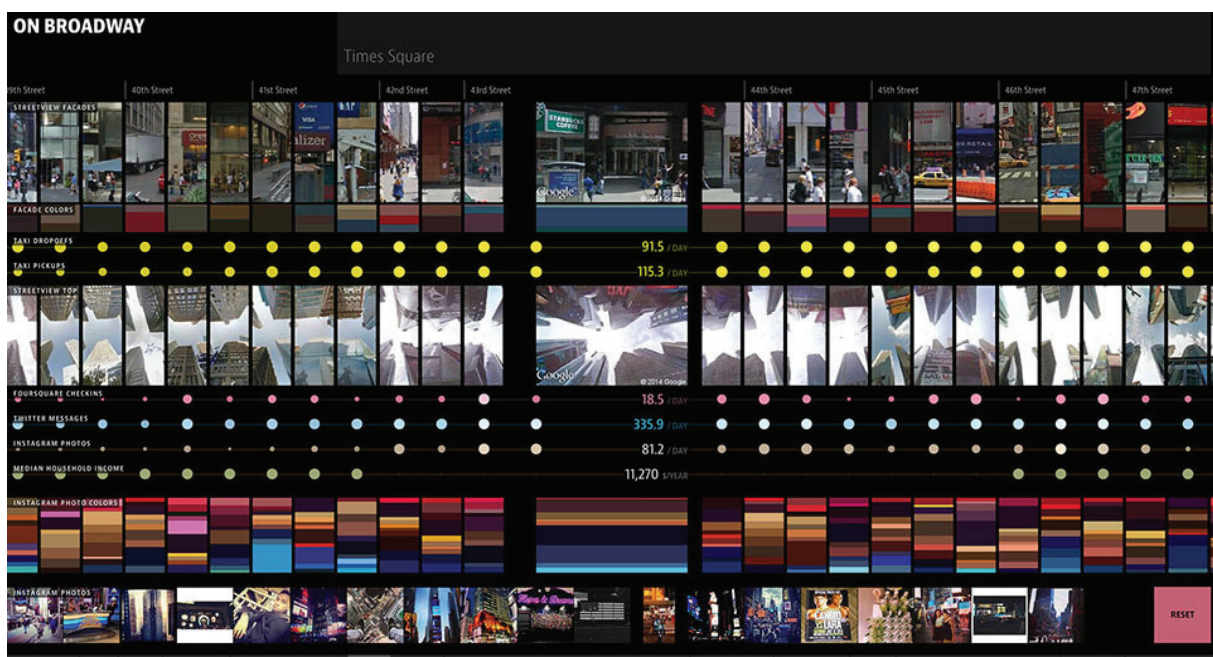 ON BROADWAY
Times Square
40th Street
41st Street
42nd Street
43rd Street
44th Street
45th Street
46th Street
47th Street
STREETVIEW FACADES
VISA
alizer
GAP
STARBUCKS
COFFEE
Google
FACADE COLORS
TAXI DROPOFFS
91.5 / DAY
TAXI PICKUPS
115.3 / DAY
STREETVIEW TOP
Google
© 2014 Google
FOURSQUARE CHECKINS
18.5 / DAY
TWITTER MESSAGES
335.9 / DAY
INSTAGRAM PHOTOS
81.2 / DAY
MEDIAN HOUSEHOLD INCOME
11,270 $/YEAR
INSTAGRAM PHOTO COLORS
INSTAGRAM PHOTOS
RESET